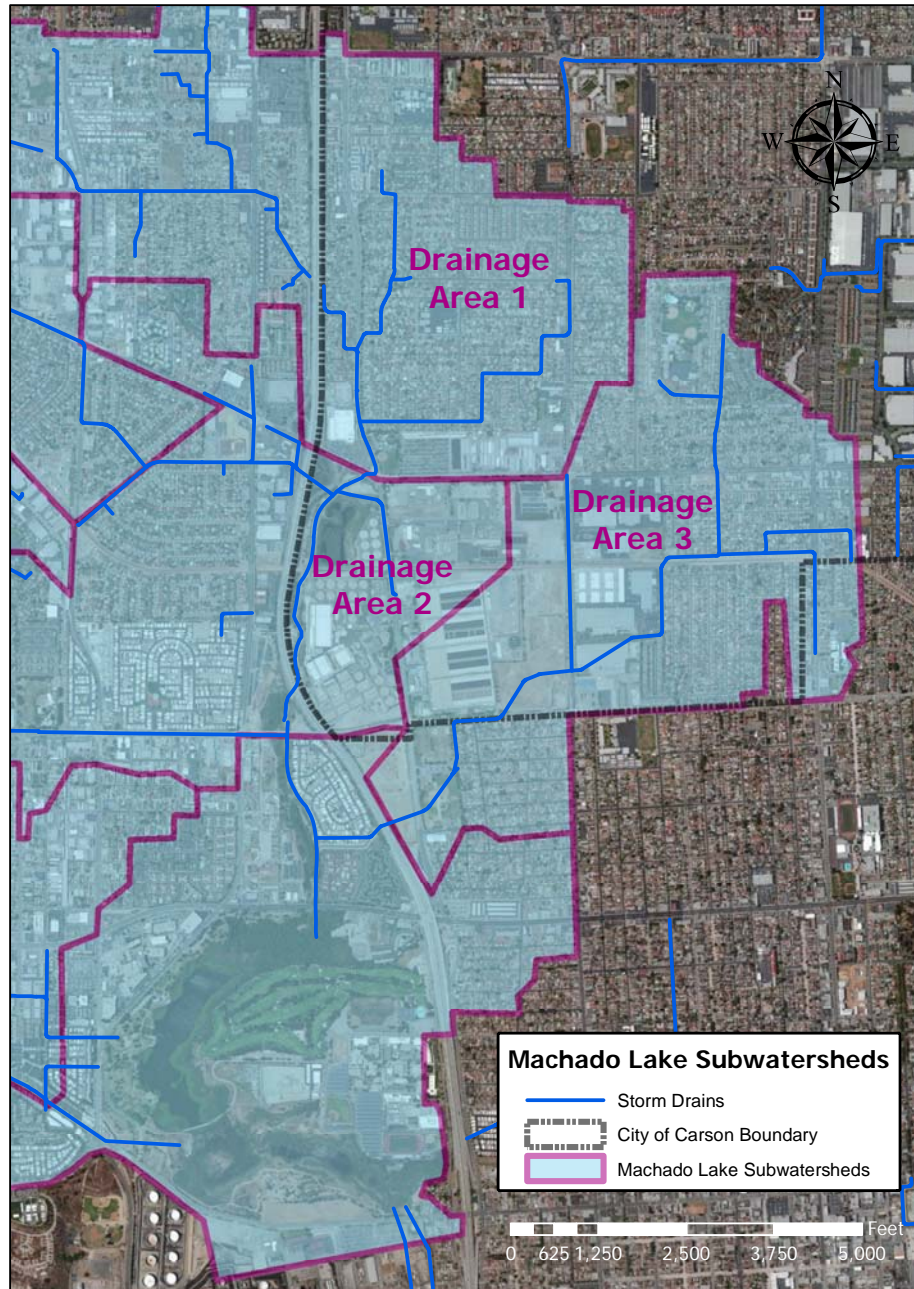 N
W E
S
Drainage
Area 1
Drainage
Area 3
Drainage
Area 2
Machado Lake Subwatersheds
Storm Drains
City of Carson Boundary
Machado Lake Subwatersheds
Feet
0 625 1,250 2,500 3,750 5,000